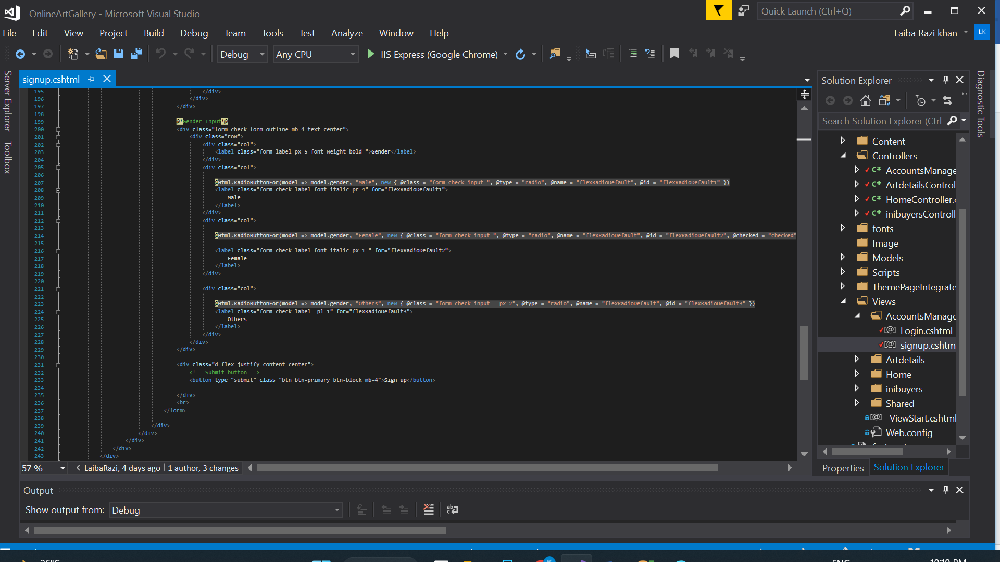 OnlineArtGallery - Microsoft Visual Studio
Quick Launch (Ctrl+Q)
File Edit View Project Build Debug Team Tools Test Analyze Window Help
Laiba Razi khan LK
Debug Any CPU IIS Express (Google Chrome)
Server Explorer
Toolbox
signup.cshtml
195 </div>
196 </div>
197 </div>
198
199 @*Gender Input*@
200 <div class="form-check form-outline mb-4 text-center">
201 <div class="row">
202 <div class="col">
203 <label class="form-label px-5 font-weight-bold ">Gender</label>
204 </div>
205 <div class="col">
206
207 @Html.RadioButtonFor(model => model.gender, "Male", new { @class = "form-check-input ", @type = "radio", @name = "flexRadioDefault", @id = "flexRadioDefault1" })
208 <label class="form-check-label font-italic pr-4" for="flexRadioDefault1">
209 Male
210 </label>
211 </div>
212 <div class="col">
213
214 @Html.RadioButtonFor(model => model.gender, "Female", new { @class = "form-check-input ", @type = "radio", @name = "flexRadioDefault", @id = "flexRadioDefault2", @checked = "checked"
215
216 <label class="form-check-label font-italic px-1 " for="flexRadioDefault2">
217 Female
218 </label>
219 </div>
220
221 <div class="col">
222
223 @Html.RadioButtonFor(model => model.gender, "Others", new { @class = "form-check-input   px-2", @type = "radio", @name = "flexRadioDefault", @id = "flexRadioDefault3" })
224 <label class="form-check-label  pl-1" for="flexRadioDefault3">
225 Others
226 </label>
227 </div>
228 </div>
229 </div>
230
231 <div class="d-flex justify-content-center">
232 <!-- Submit button -->
233 <button type="submit" class="btn btn-primary btn-block mb-4">Sign up</button>
234
235 </div>
236 <br>
237 </form>
238
239 </div>
240 </div>
241 </div>
242 </div>
243 </div>
57 % LaibaRazi, 4 days ago | 1 author, 3 changes
Solution Explorer
Search Solution Explorer (Ctrl
Content
Controllers
C# AccountsManage
C# ArtdetailsControl
C# HomeController.c
C# inibuyersControll
fonts
Image
Models
Scripts
ThemePageIntegrate
Views
AccountsManage
[@] Login.cshtml
[@] signup.cshtm
Artdetails
Home
inibuyers
Shared
[@] _ViewStart.cshtml
Web.config
Properties Solution Explorer
Diagnostic Tools
Output
Show output from: Debug
26°C
ENG
10:10 PM